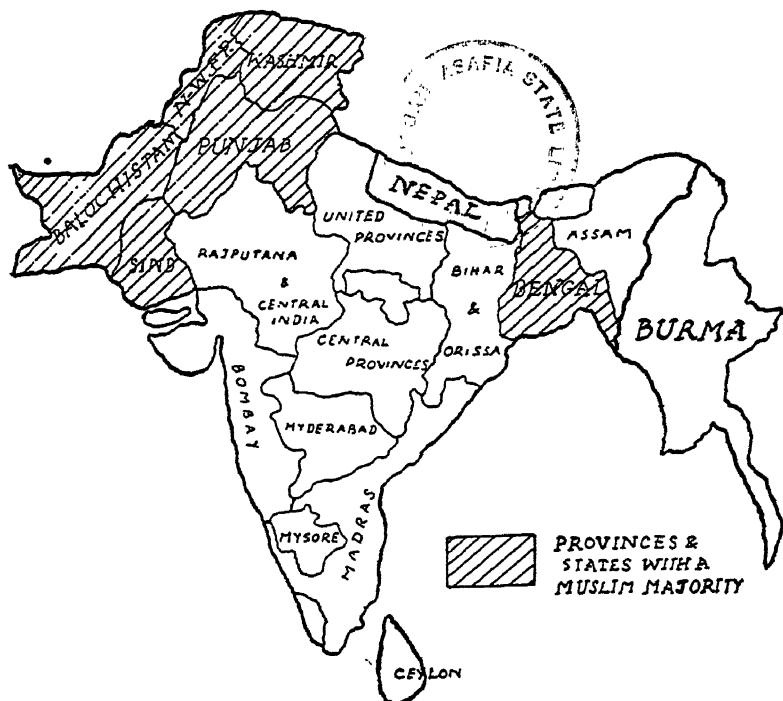 N-W.F.P.
KASHMIR
PUNJAB
BALUCHISTAN
SIND
RAJPUTANA
&
CENTRAL
INDIA
UNITED
PROVINCES
NEPAL
ASAFIA STATE
ASSAM
BIHAR
&
ORISSA
BENGAL
BURMA
CENTRAL
PROVINCES
BOMBAY
HYDERABAD
MYSORE
MADRAS
CEYLON
PROVINCES &
STATES WITH A
MUSLIM MAJORITY